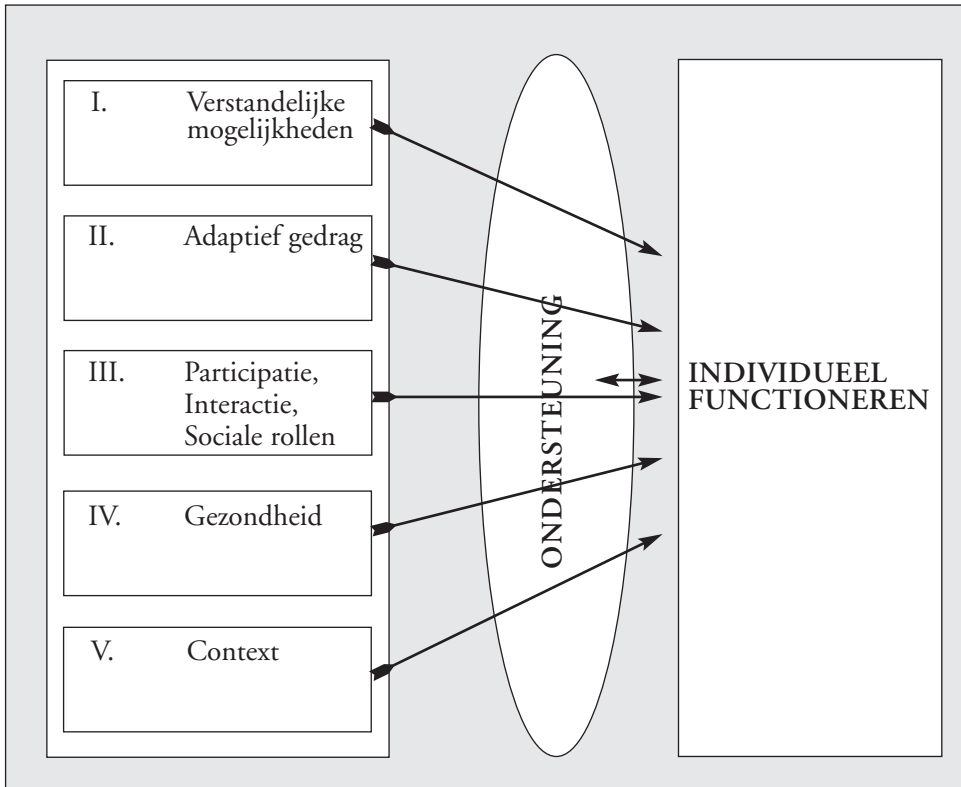 I. Verstandelijke
mogelijkheden
II. Adaptief gedrag
III. Participatie,
Interactie,
Sociale rollen
IV. Gezondheid
V. Context
ONDERSTEUNING
INDIVIDUEEL
FUNCTIONEREN